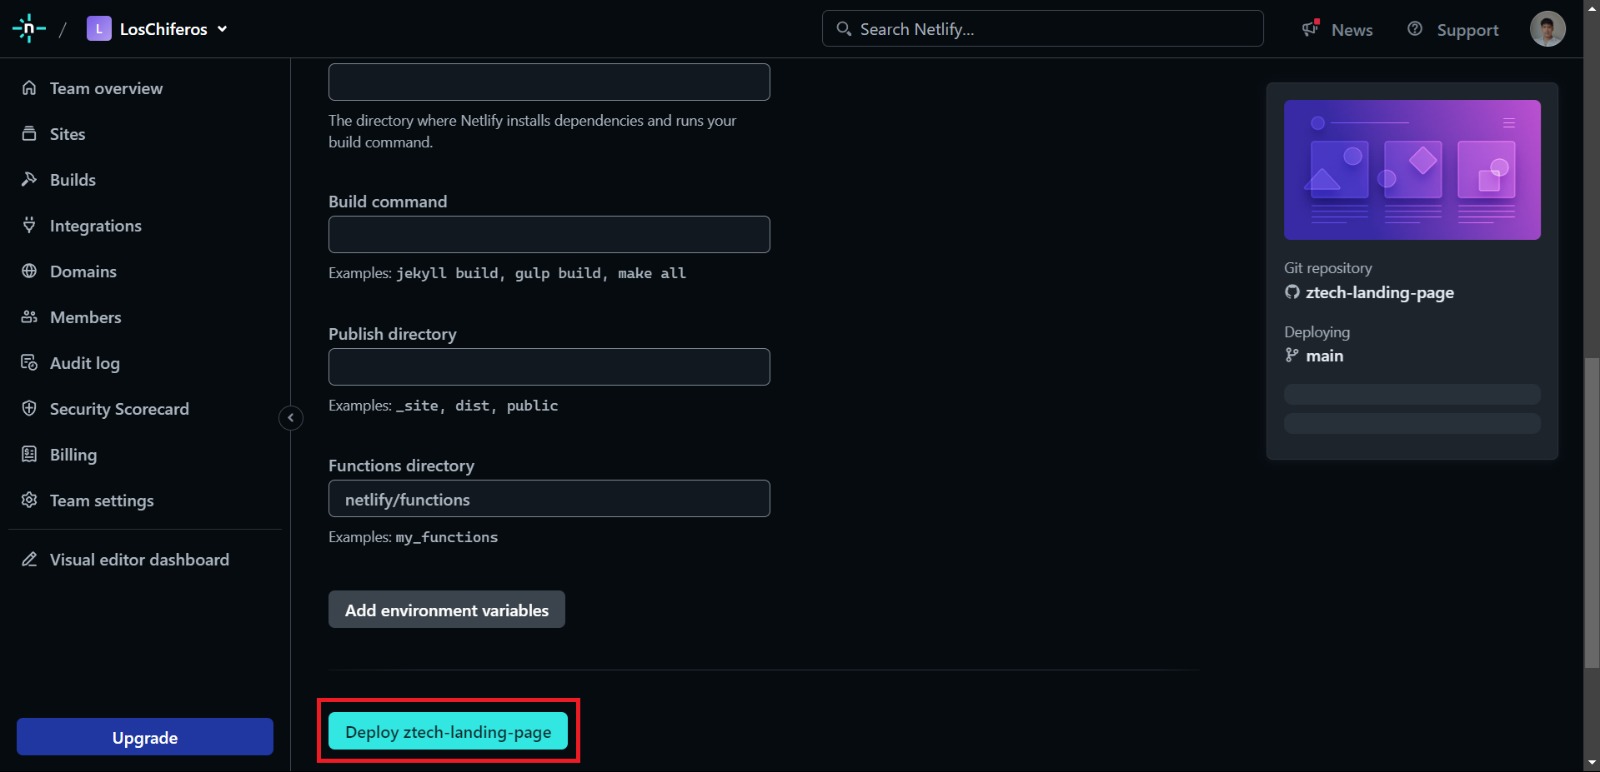 n / L LosChiferos
Search Netlify...
News
Support
Team overview
Sites
Builds
Integrations
Domains
Members
Audit log
Security Scorecard
Billing
Team settings
Visual editor dashboard
Upgrade
The directory where Netlify installs dependencies and runs your
build command.
Build command
Examples: jekyll build, gulp build, make all
Publish directory
Examples: _site, dist, public
Functions directory
netlify/functions
Examples: my_functions
Add environment variables
Deploy ztech-landing-page
Git repository
ztech-landing-page
Deploying
main